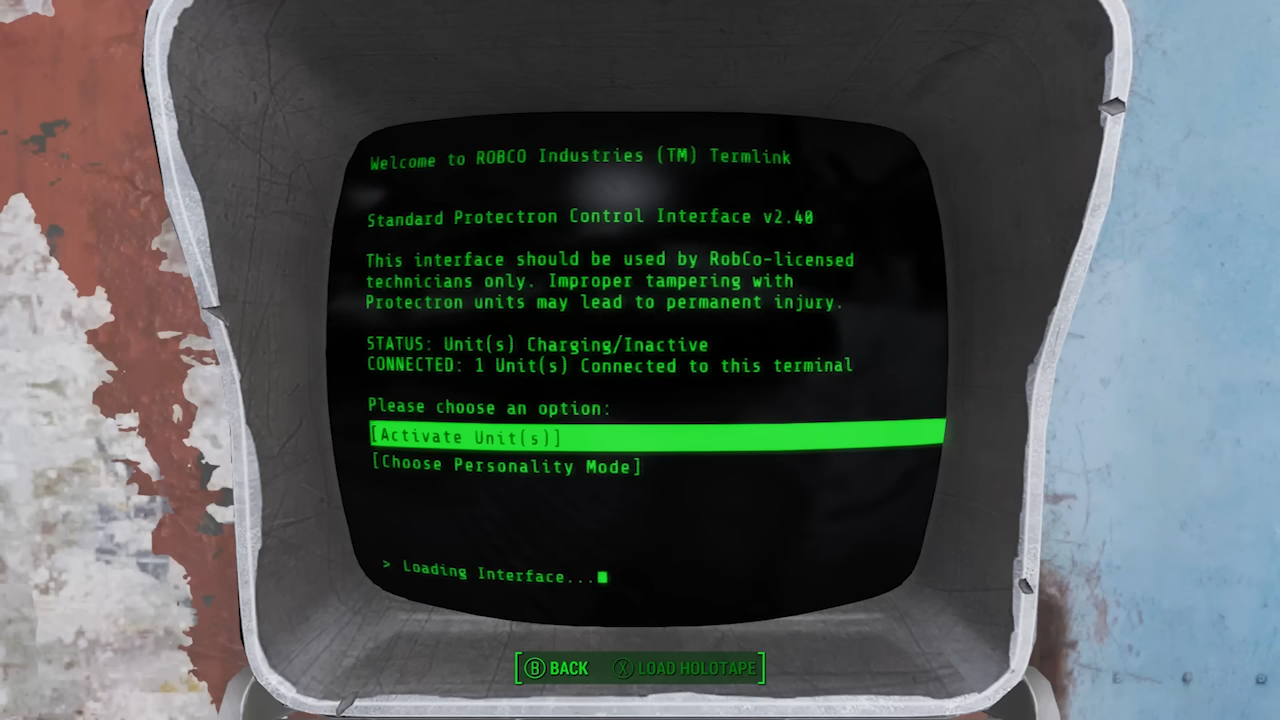 Welcome to ROBCO Industries (TM) Termlink
Standard Protectron Control Interface v2.40
This interface should be used by RobCo-licensed
technicians only. Improper tampering with
Protectron units may lead to permanent injury.
STATUS: Unit(s) Charging/Inactive
CONNECTED: 1 Unit(s) Connected to this terminal
Please choose an option:
[Activate Unit(s)]
[Choose Personality Mode]
> Loading Interface...
B BACK X LOAD HOLOTAPE